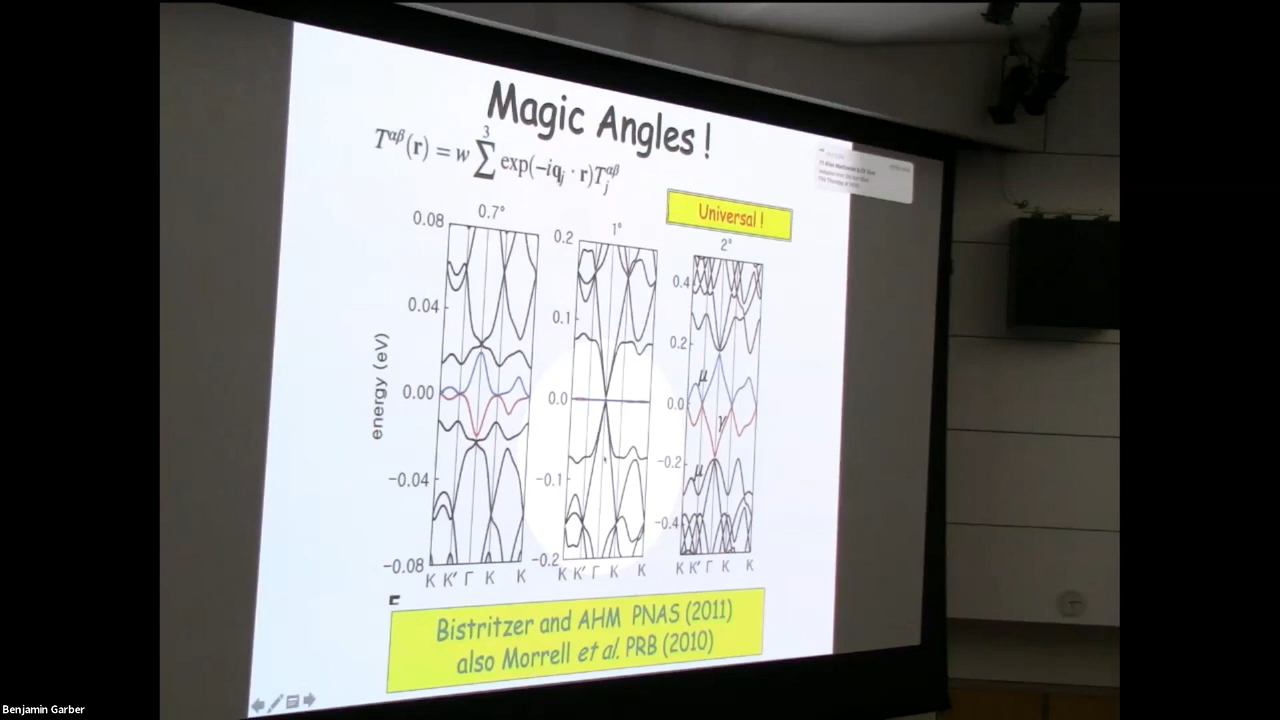 Magic Angles !
T^{αβ}(r) = w ∑^{3} exp(−iq_j · r)T_j^{αβ}
Universal !
0.7°
1°
2°
energy (eV)
0.08
0.04
0.00
−0.04
−0.08
0.2
0.1
0.0
−0.1
−0.2
0.4
0.2
0.0
−0.2
−0.4
μ
γ
μ
K K′ Γ K K
K K′ Γ K K
K K′ Γ K K
Bistritzer and AHM PNAS (2011)
also Morrell et al. PRB (2010)
Benjamin Garber